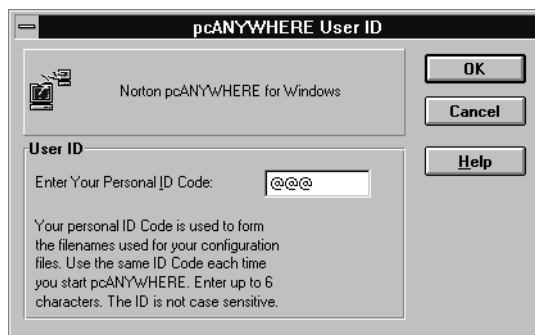 pcANYWHERE User ID
Norton pcANYWHERE for Windows
OK
Cancel
Help
User ID
Enter Your Personal ID Code:
@@@
Your personal ID Code is used to form
the filenames used for your configuration
files. Use the same ID Code each time
you start pcANYWHERE. Enter up to 6
characters. The ID is not case sensitive.